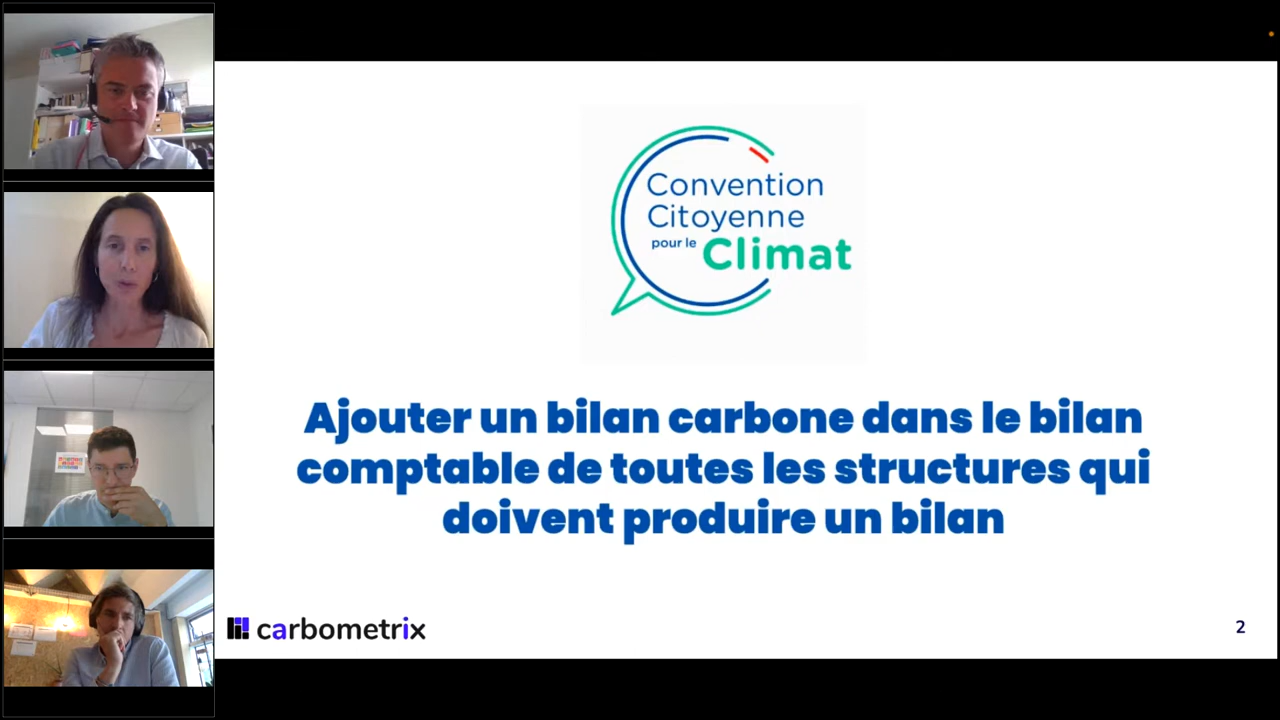 Convention
Citoyenne
pour le Climat
Ajouter un bilan carbone dans le bilan
comptable de toutes les structures qui
doivent produire un bilan
carbometrix
2